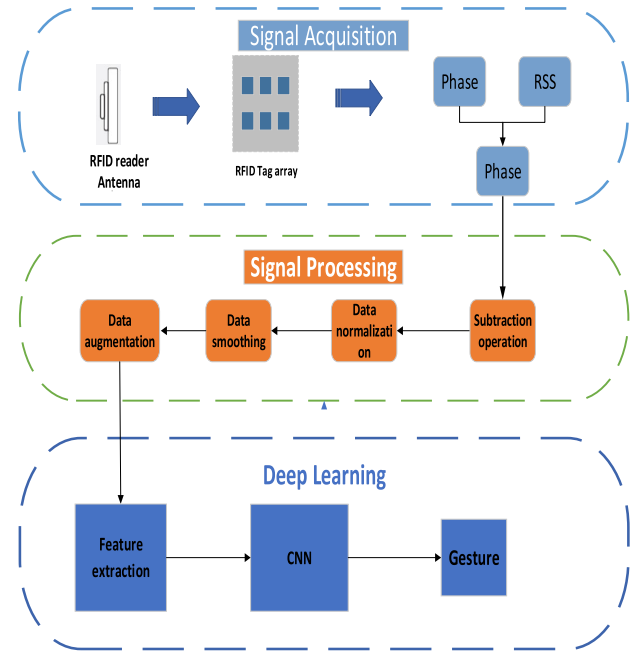 Signal Acquisition
Phase
RSS
RFID reader
Antenna
RFID Tag array
Phase
Signal Processing
Data
augmentation
Data
smoothing
Data
normalizati
on
Subtraction
operation
Deep Learning
Feature
extraction
CNN
Gesture